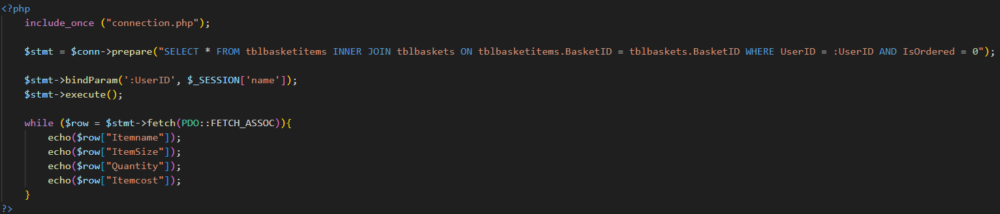 <?php
include_once ("connection.php");
$stmt = $conn->prepare("SELECT * FROM tblbasketitems INNER JOIN tblbaskets ON tblbasketitems.BasketID = tblbaskets.BasketID WHERE UserID = :UserID AND IsOrdered = 0");
$stmt->bindParam(':UserID', $_SESSION['name']);
$stmt->execute();
while ($row = $stmt->fetch(PDO::FETCH_ASSOC)){
echo($row["Itemname"]);
echo($row["ItemSize"]);
echo($row["Quantity"]);
echo($row["Itemcost"]);
}
?>